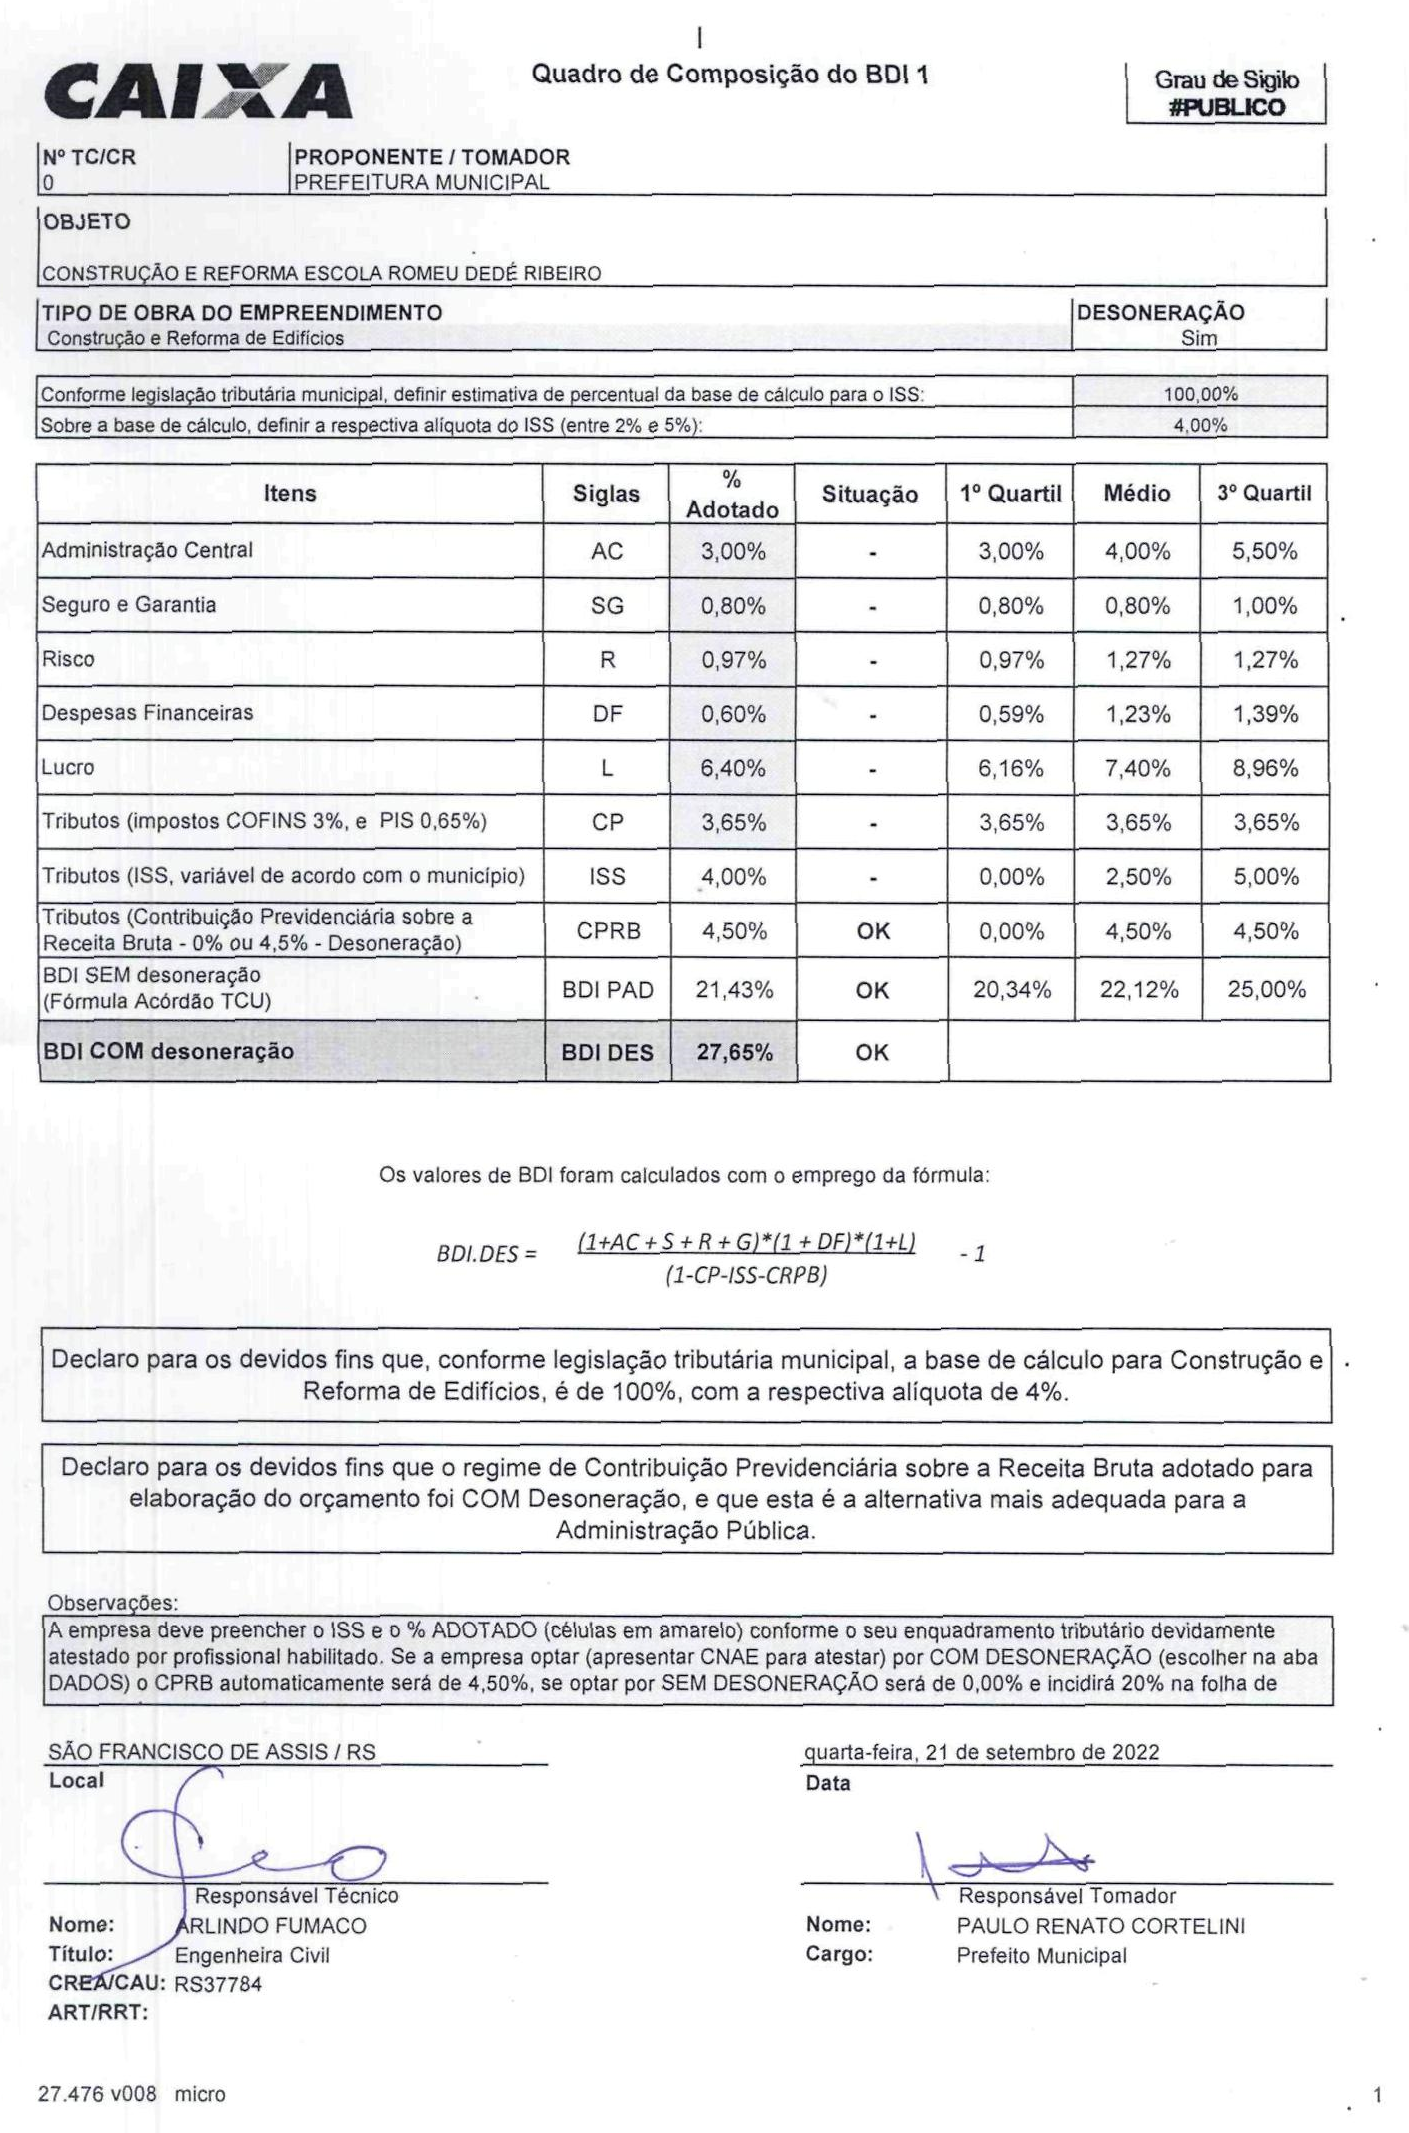 CAIXA
Quadro de Composição do BDI 1
Grau de Sigilo
#PUBLICO
Nº TC/CR
0
PROPONENTE / TOMADOR
PREFEITURA MUNICIPAL
OBJETO
CONSTRUÇÃO E REFORMA ESCOLA ROMEU DEDÉ RIBEIRO
TIPO DE OBRA DO EMPREENDIMENTO
Construção e Reforma de Edifícios
DESONERAÇÃO
Sim
Conforme legislação tributária municipal, definir estimativa de percentual da base de cálculo para o ISS: 100,00%
Sobre a base de cálculo, definir a respectiva alíquota do ISS (entre 2% e 5%): 4,00%
Itens Siglas % Adotado Situação 1º Quartil Médio 3º Quartil
Administração Central AC 3,00% - 3,00% 4,00% 5,50%
Seguro e Garantia SG 0,80% - 0,80% 0,80% 1,00%
Risco R 0,97% - 0,97% 1,27% 1,27%
Despesas Financeiras DF 0,60% - 0,59% 1,23% 1,39%
Lucro L 6,40% - 6,16% 7,40% 8,96%
Tributos (impostos COFINS 3%, e PIS 0,65%) CP 3,65% - 3,65% 3,65% 3,65%
Tributos (ISS, variável de acordo com o município) ISS 4,00% - 0,00% 2,50% 5,00%
Tributos (Contribuição Previdenciária sobre a
Receita Bruta - 0% ou 4,5% - Desoneração) CPRB 4,50% OK 0,00% 4,50% 4,50%
BDI SEM desoneração
(Fórmula Acórdão TCU) BDI PAD 21,43% OK 20,34% 22,12% 25,00%
BDI COM desoneração BDI DES 27,65% OK
Os valores de BDI foram calculados com o emprego da fórmula:
BDI.DES = (1+AC + S + R + G)*(1 + DF)*(1+L) - 1
(1-CP-ISS-CRPB)
Declaro para os devidos fins que, conforme legislação tributária municipal, a base de cálculo para Construção e
Reforma de Edifícios, é de 100%, com a respectiva alíquota de 4%.
Declaro para os devidos fins que o regime de Contribuição Previdenciária sobre a Receita Bruta adotado para
elaboração do orçamento foi COM Desoneração, e que esta é a alternativa mais adequada para a
Administração Pública.
Observações:
A empresa deve preencher o ISS e o % ADOTADO (células em amarelo) conforme o seu enquadramento tributário devidamente
atestado por profissional habilitado. Se a empresa optar (apresentar CNAE para atestar) por COM DESONERAÇÃO (escolher na aba
DADOS) o CPRB automaticamente será de 4,50%, se optar por SEM DESONERAÇÃO será de 0,00% e incidirá 20% na folha de
SÃO FRANCISCO DE ASSIS / RS
Local
quarta-feira, 21 de setembro de 2022
Data
Responsável Técnico
Nome: ARLINDO FUMACO
Título: Engenheira Civil
CREA/CAU: RS37784
ART/RRT:
Responsável Tomador
Nome: PAULO RENATO CORTELINI
Cargo: Prefeito Municipal
27.476 v008 micro
1